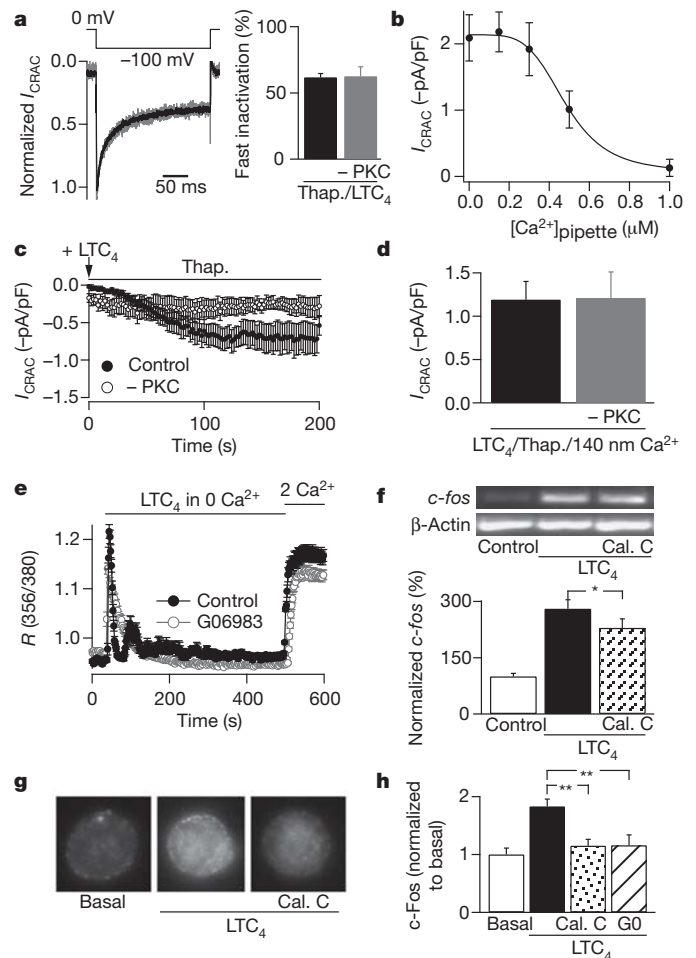 a
0 mV
−100 mV
Normalized I_CRAC
0.0
0.5
1.0
50 ms
Fast inactivation (%)
100
50
0
− PKC
Thap./LTC4
b
I_CRAC (−pA/pF)
2
1
0
0.0 0.2 0.4 0.6 0.8 1.0
[Ca2+]pipette (μM)
c
+ LTC4
Thap.
I_CRAC (−pA/pF)
0.0
−0.5
−1.0
−1.5
Control
− PKC
0 100 200
Time (s)
d
I_CRAC (−pA/pF)
1.5
1.0
0.5
0.0
− PKC
LTC4/Thap./140 nm Ca2+
e
LTC4 in 0 Ca2+
2 Ca2+
R (356/380)
1.2
1.1
1.0
Control
G06983
0 200 400 600
Time (s)
f
c-fos
β-Actin
Control Cal. C
LTC4
Normalized c-fos (%)
300
150
0
*
Control Cal. C
LTC4
g
Basal Cal. C
LTC4
h
c-Fos (normalized
to basal)
2
1
0
**
**
Basal Cal. C G0
LTC4